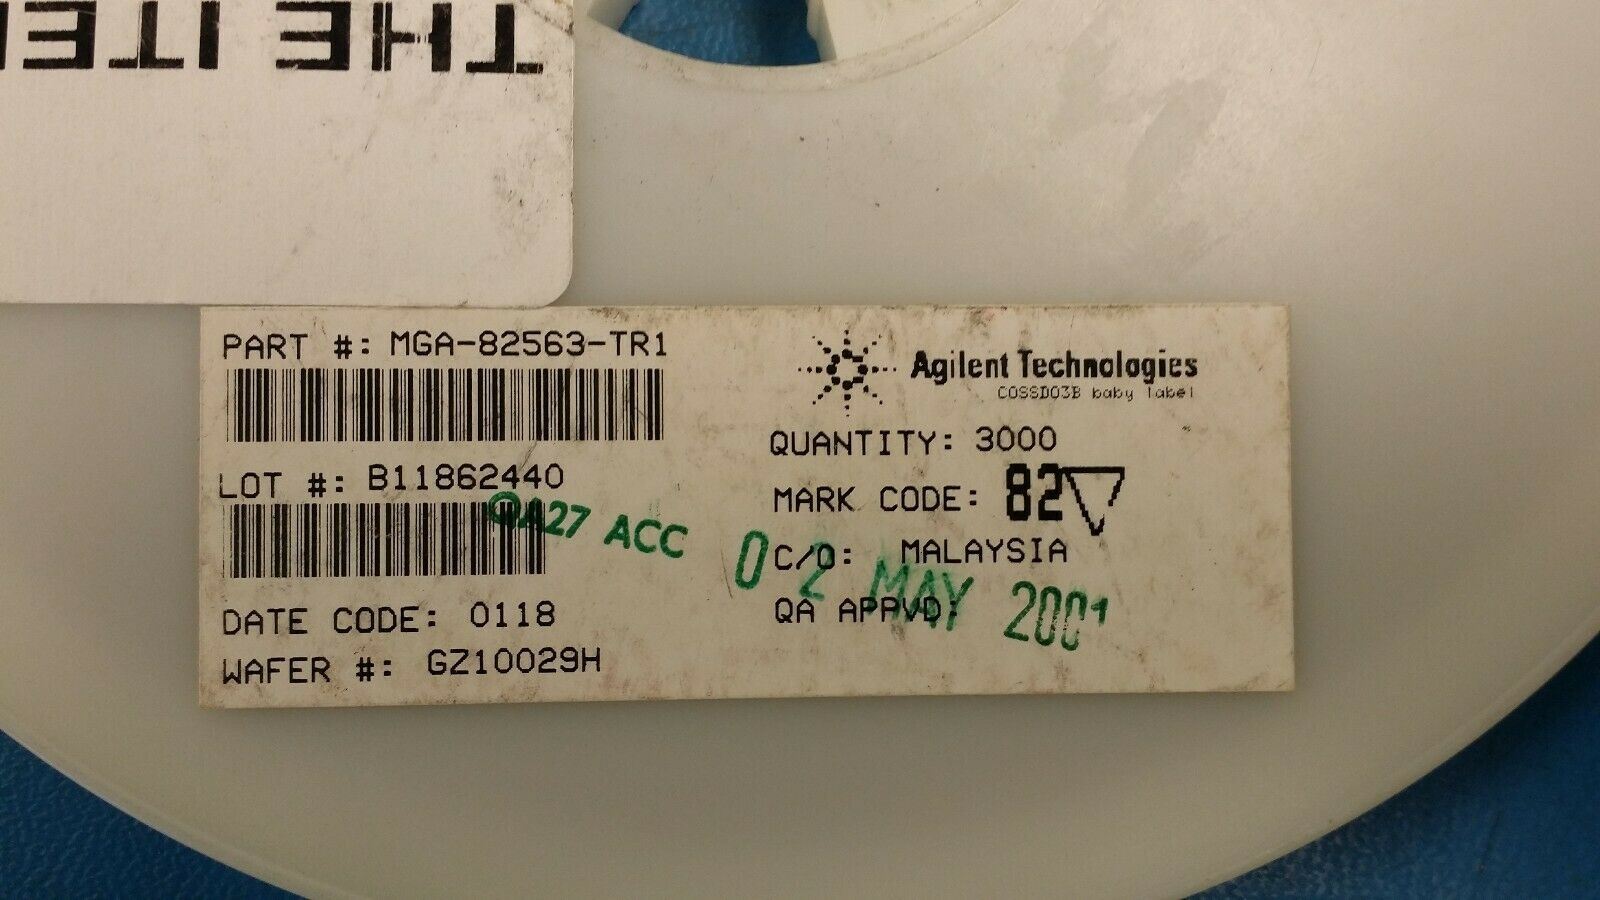 THE ITE
PART #: MGA-82563-TR1
LOT #: B11862440
QA27 ACC
DATE CODE: 0118
WAFER #: GZ10029H
Agilent Technologies
COSSD03B baby label
QUANTITY: 3000
MARK CODE: 82
C/O: MALAYSIA
02 MAY 2001
QA APPVD: